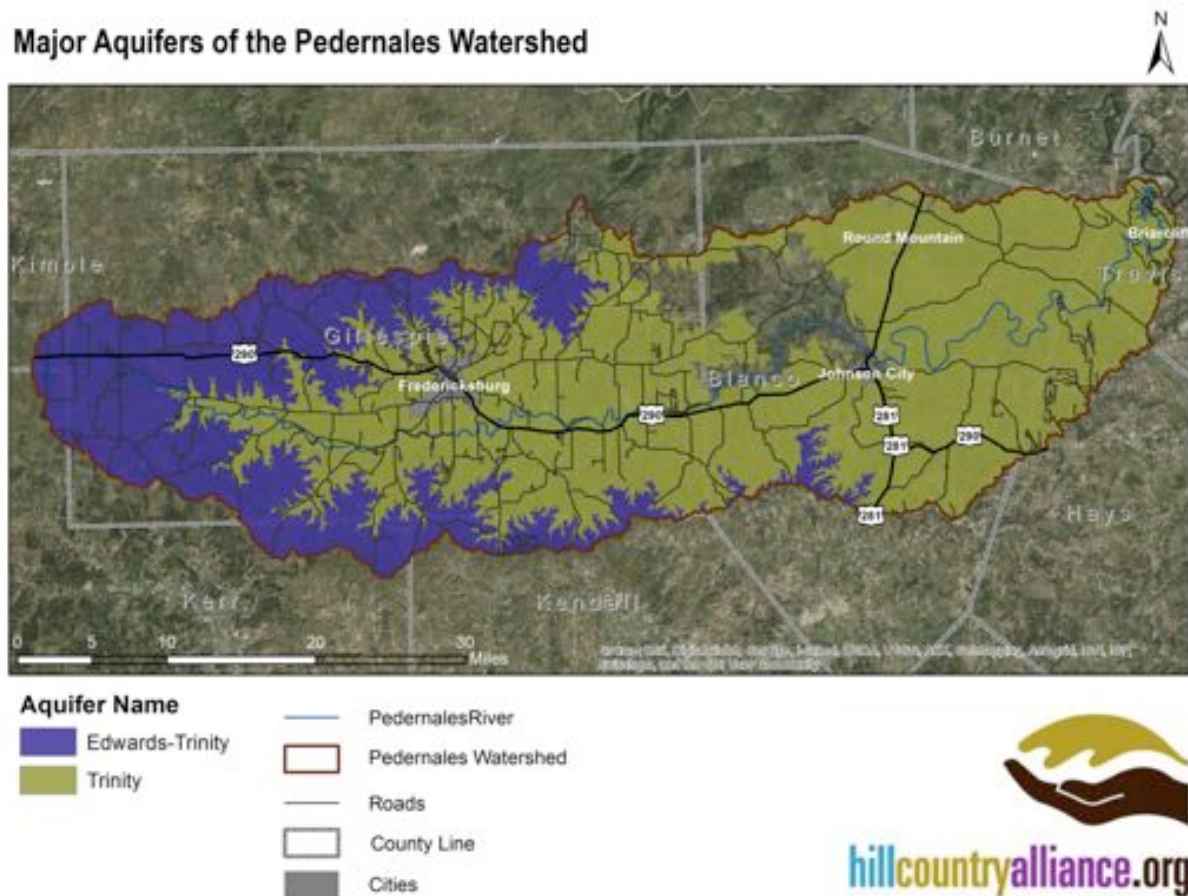 Major Aquifers of the Pedernales Watershed
N
Burnet
Kimble
Round Mountain
Briarcliff
Travis
Gillespie
290
Fredericksburg
Blanco
Johnson City
290
281
281
290
281
Hays
Kerr
Kendall
0 5 10 20 30
Miles
Aquifer Name
Edwards-Trinity
Trinity
PedernalesRiver
Pedernales Watershed
Roads
County Line
Cities
hillcountryalliance.org